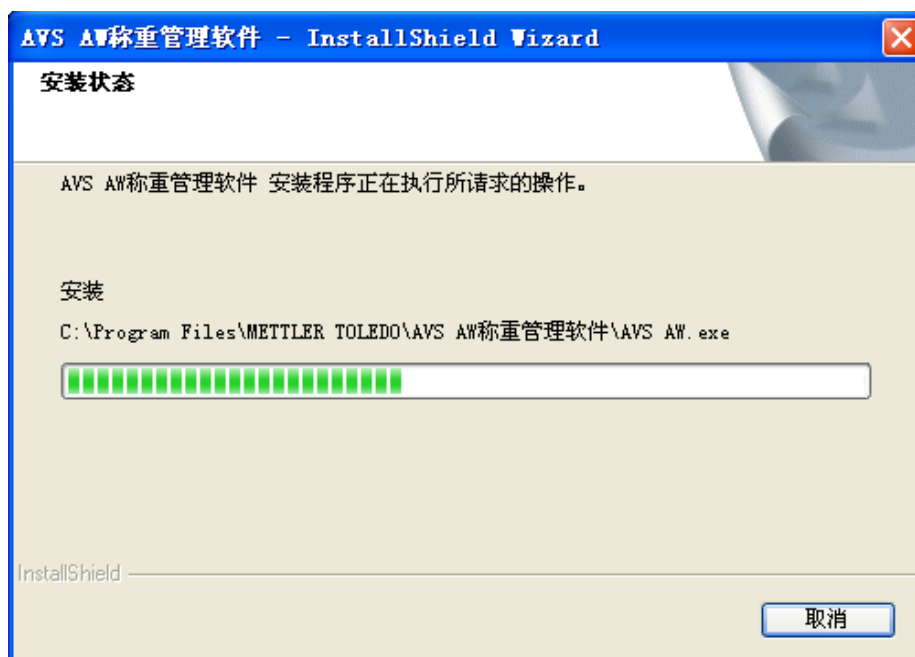 AVS AW称重管理软件 - InstallShield Wizard
安装状态
AVS AW称重管理软件 安装程序正在执行所请求的操作。
安装
C:\Program Files\METTLER TOLEDO\AVS AW称重管理软件\AVS AW.exe
InstallShield
取消